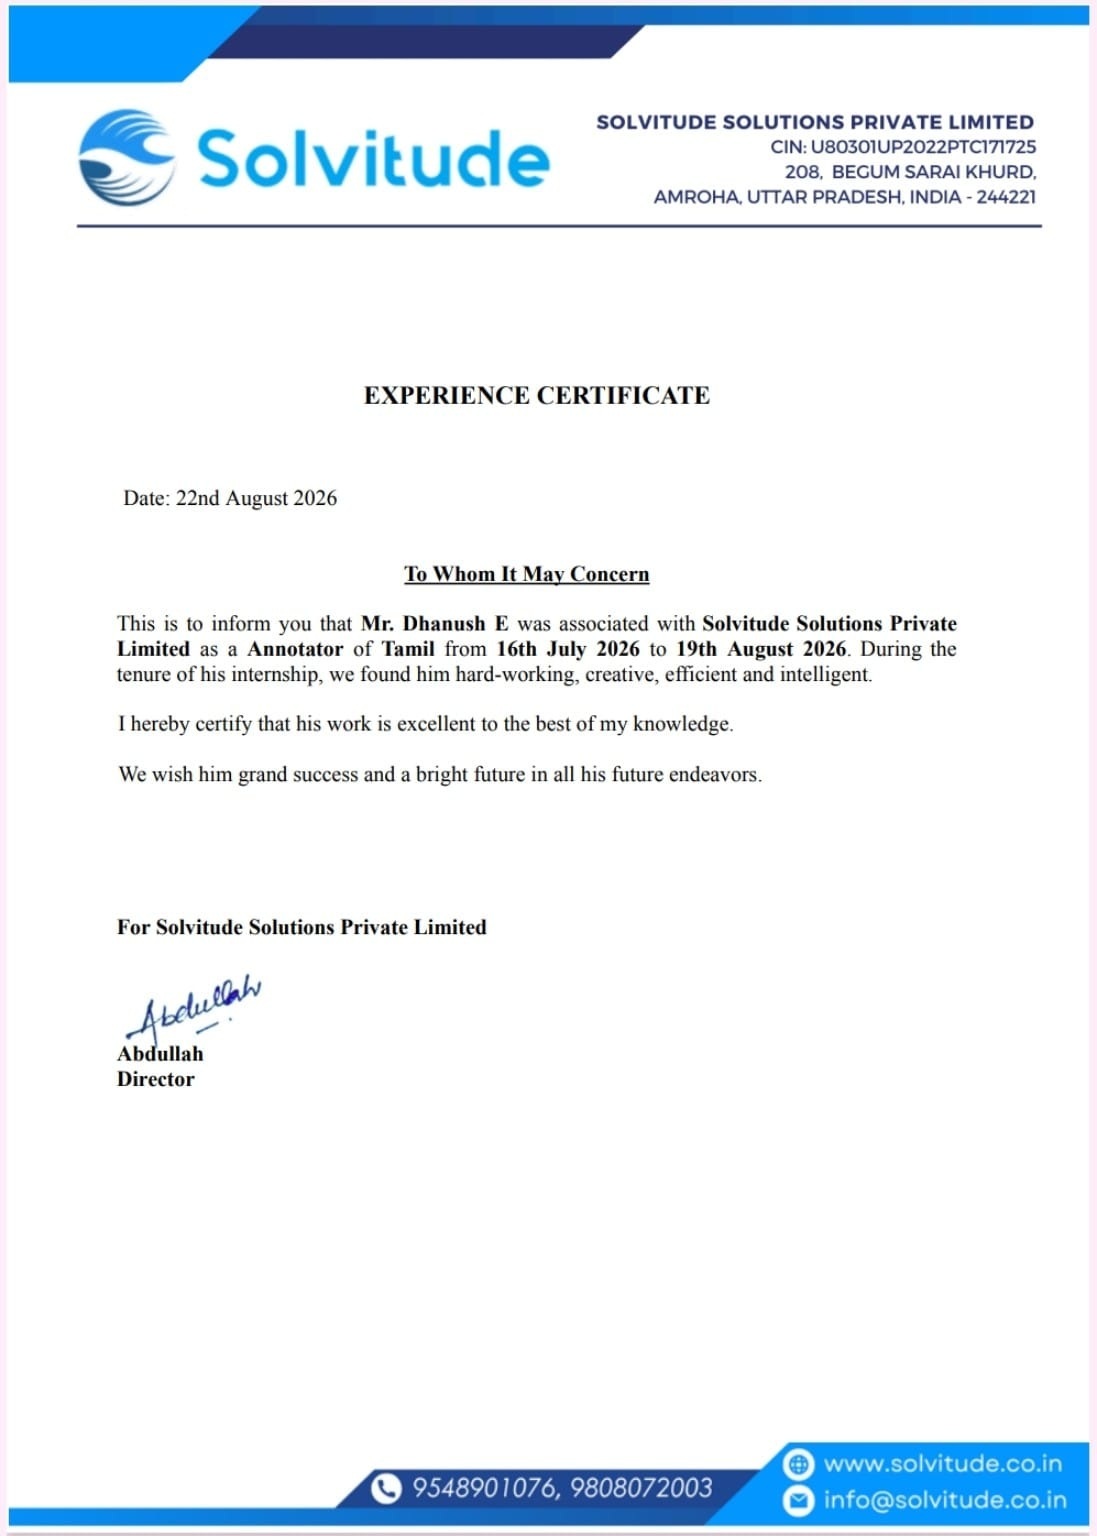 Solvitude
SOLVITUDE SOLUTIONS PRIVATE LIMITED
CIN: U80301UP2022PTC171725
208, BEGUM SARAI KHURD,
AMROHA, UTTAR PRADESH, INDIA - 244221
EXPERIENCE CERTIFICATE
Date: 22nd August 2026
To Whom It May Concern
This is to inform you that Mr. Dhanush E was associated with Solvitude Solutions Private
Limited as a Annotator of Tamil from 16th July 2026 to 19th August 2026. During the
tenure of his internship, we found him hard-working, creative, efficient and intelligent.
I hereby certify that his work is excellent to the best of my knowledge.
We wish him grand success and a bright future in all his future endeavors.
For Solvitude Solutions Private Limited
Abdullah
Abdullah
Director
9548901076, 9808072003
www.solvitude.co.in
info@solvitude.co.in